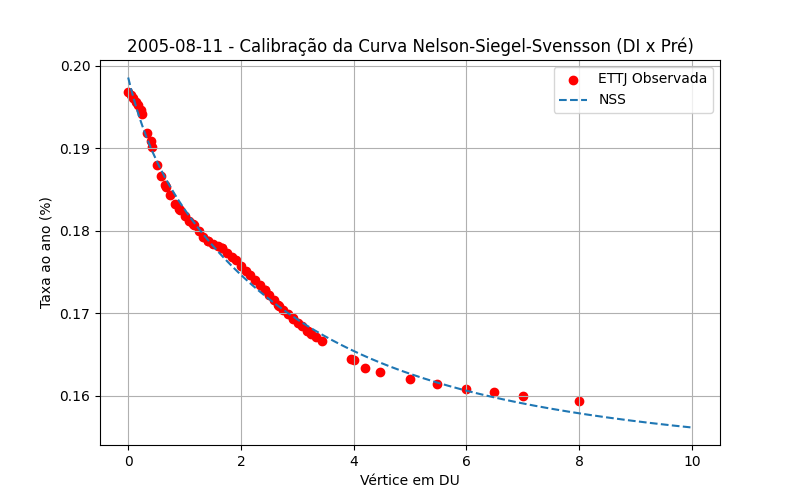 2005-08-11 - Calibração da Curva Nelson-Siegel-Svensson (DI x Pré)
ETTJ Observada
NSS
Taxa ao ano (%)
0.20
0.19
0.18
0.17
0.16
0 2 4 6 8 10
Vértice em DU